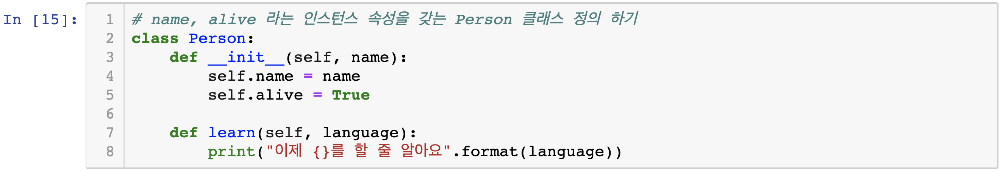 In [15]:
1 # name, alive 라는 인스턴스 속성을 갖는 Person 클래스 정의 하기
2 class Person:
3     def __init__(self, name):
4         self.name = name
5         self.alive = True
6
7     def learn(self, language):
8         print("이제 {}를 할 줄 알아요".format(language))